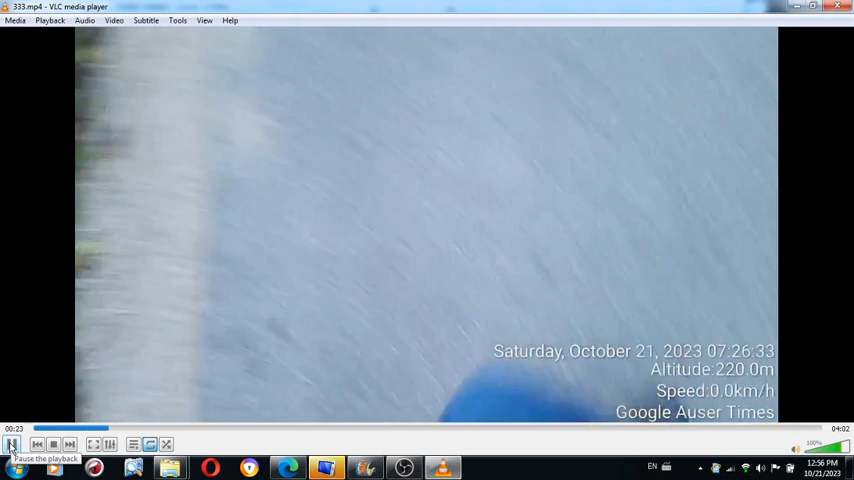 333.mp4 - VLC media player
Media Playback Audio Video Subtitle Tools View Help
Saturday, October 21, 2023 07:26:33
Altitude:220.0m
Speed:0.0km/h
Google Auser Times
00:23
04:02
Pause the playback
100%
EN
12:56 PM
10/21/2023